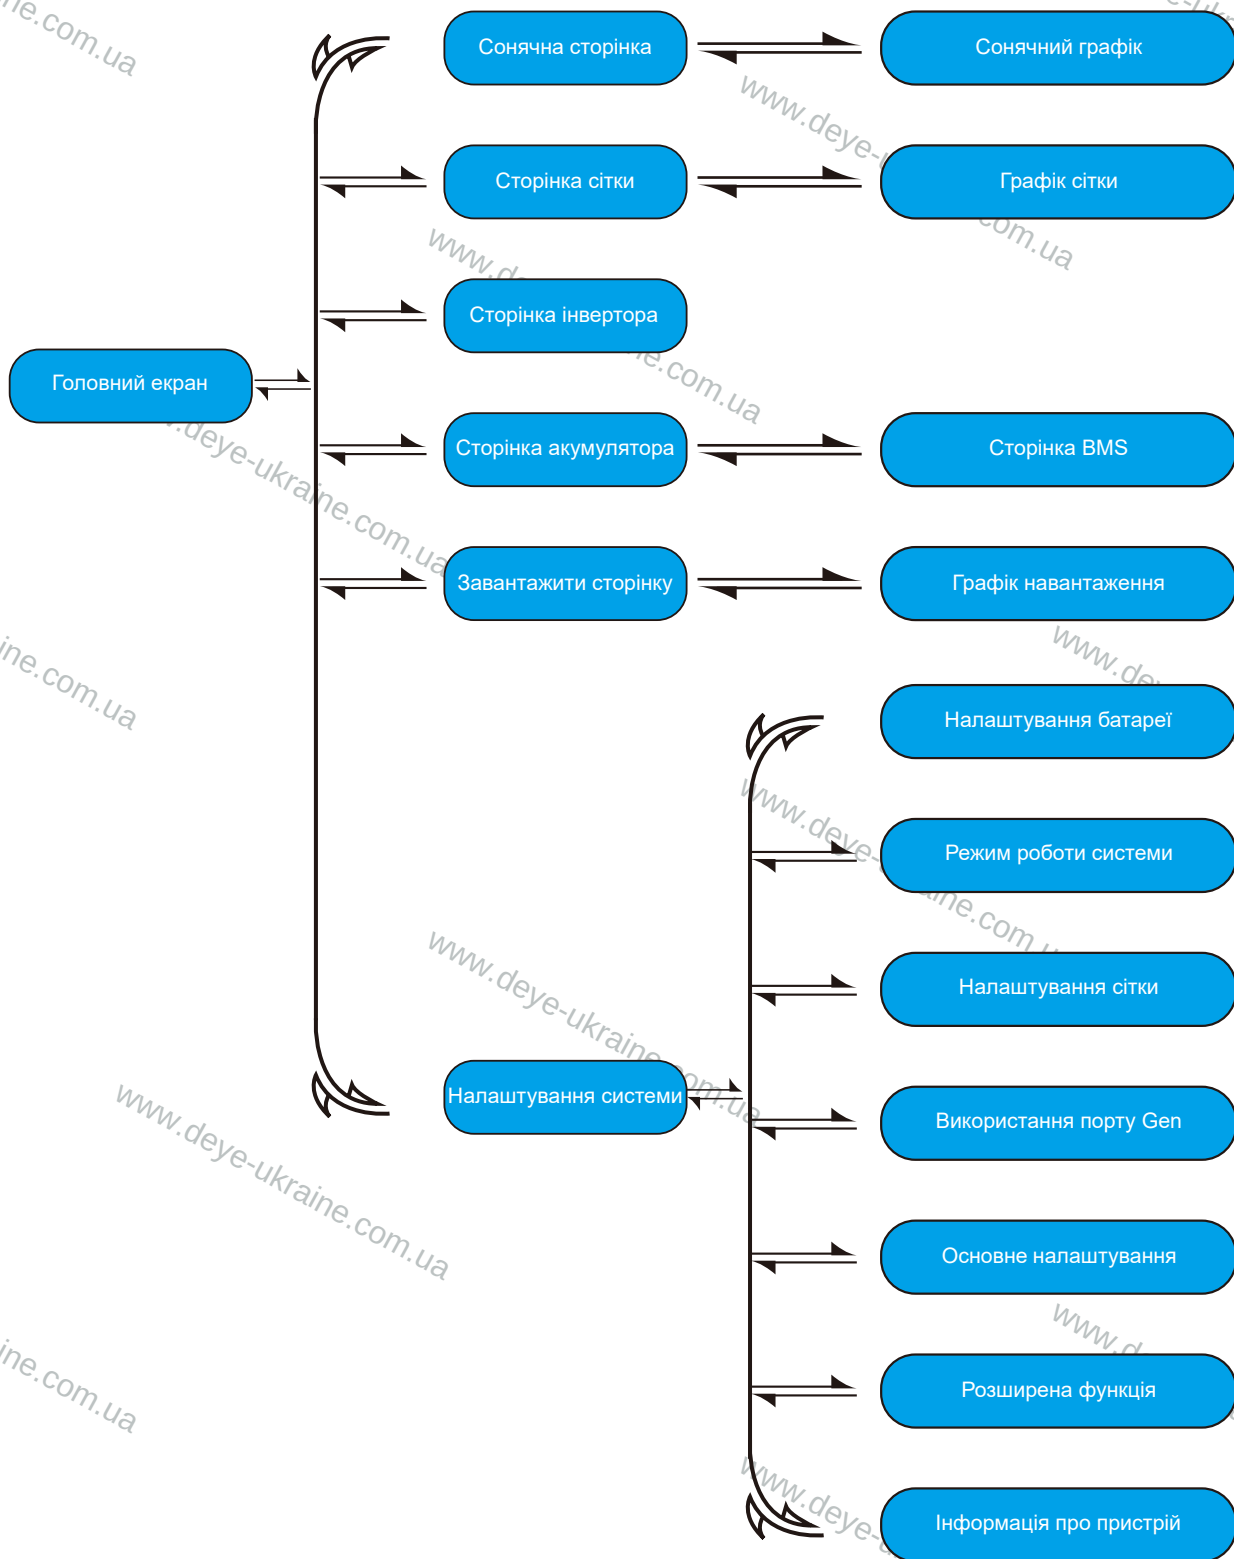 Сонячна сторінка
Сонячний графік
Сторінка сітки
Графік сітки
Сторінка інвертора
Головний екран
Сторінка акумулятора
Сторінка BMS
Завантажити сторінку
Графік навантаження
Налаштування батареї
Режим роботи системи
Налаштування сітки
Налаштування системи
Використання порту Gen
Основне налаштування
Розширена функція
Інформація про пристрій
www.deye-ukraine.com.ua
www.deye-ukraine.com.ua